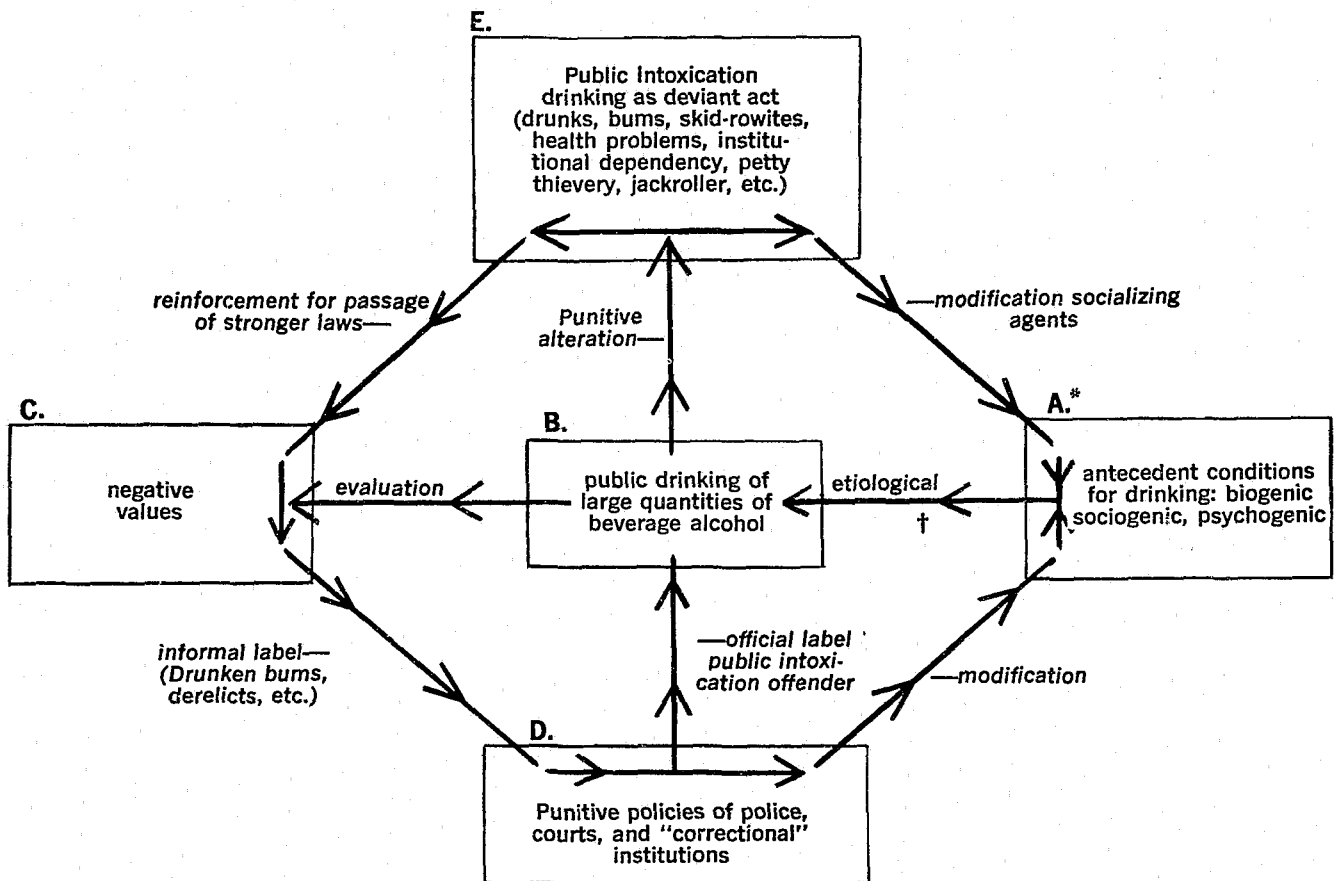 E.
Public Intoxication
drinking as deviant act
(drunks, bums, skid-rowites,
health problems, institu-
tional dependency, petty
thievery, jackroller, etc.)
reinforcement for passage
of stronger laws—
Punitive
alteration—
—modification socializing
agents
C.
negative
values
evaluation
B.
public drinking of
large quantities of
beverage alcohol
etiological
†
A.*
antecedent conditions
for drinking: biogenic
sociogenic, psychogenic
informal label—
(Drunken bums,
derelicts, etc.)
—official label
public intoxi-
cation offender
—modification
D.
Punitive policies of police,
courts, and "correctional"
institutions